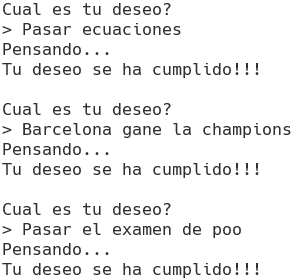 Cual es tu deseo?
> Pasar ecuaciones
Pensando...
Tu deseo se ha cumplido!!!
Cual es tu deseo?
> Barcelona gane la champions
Pensando...
Tu deseo se ha cumplido!!!
Cual es tu deseo?
> Pasar el examen de poo
Pensando...
Tu deseo se ha cumplido!!!